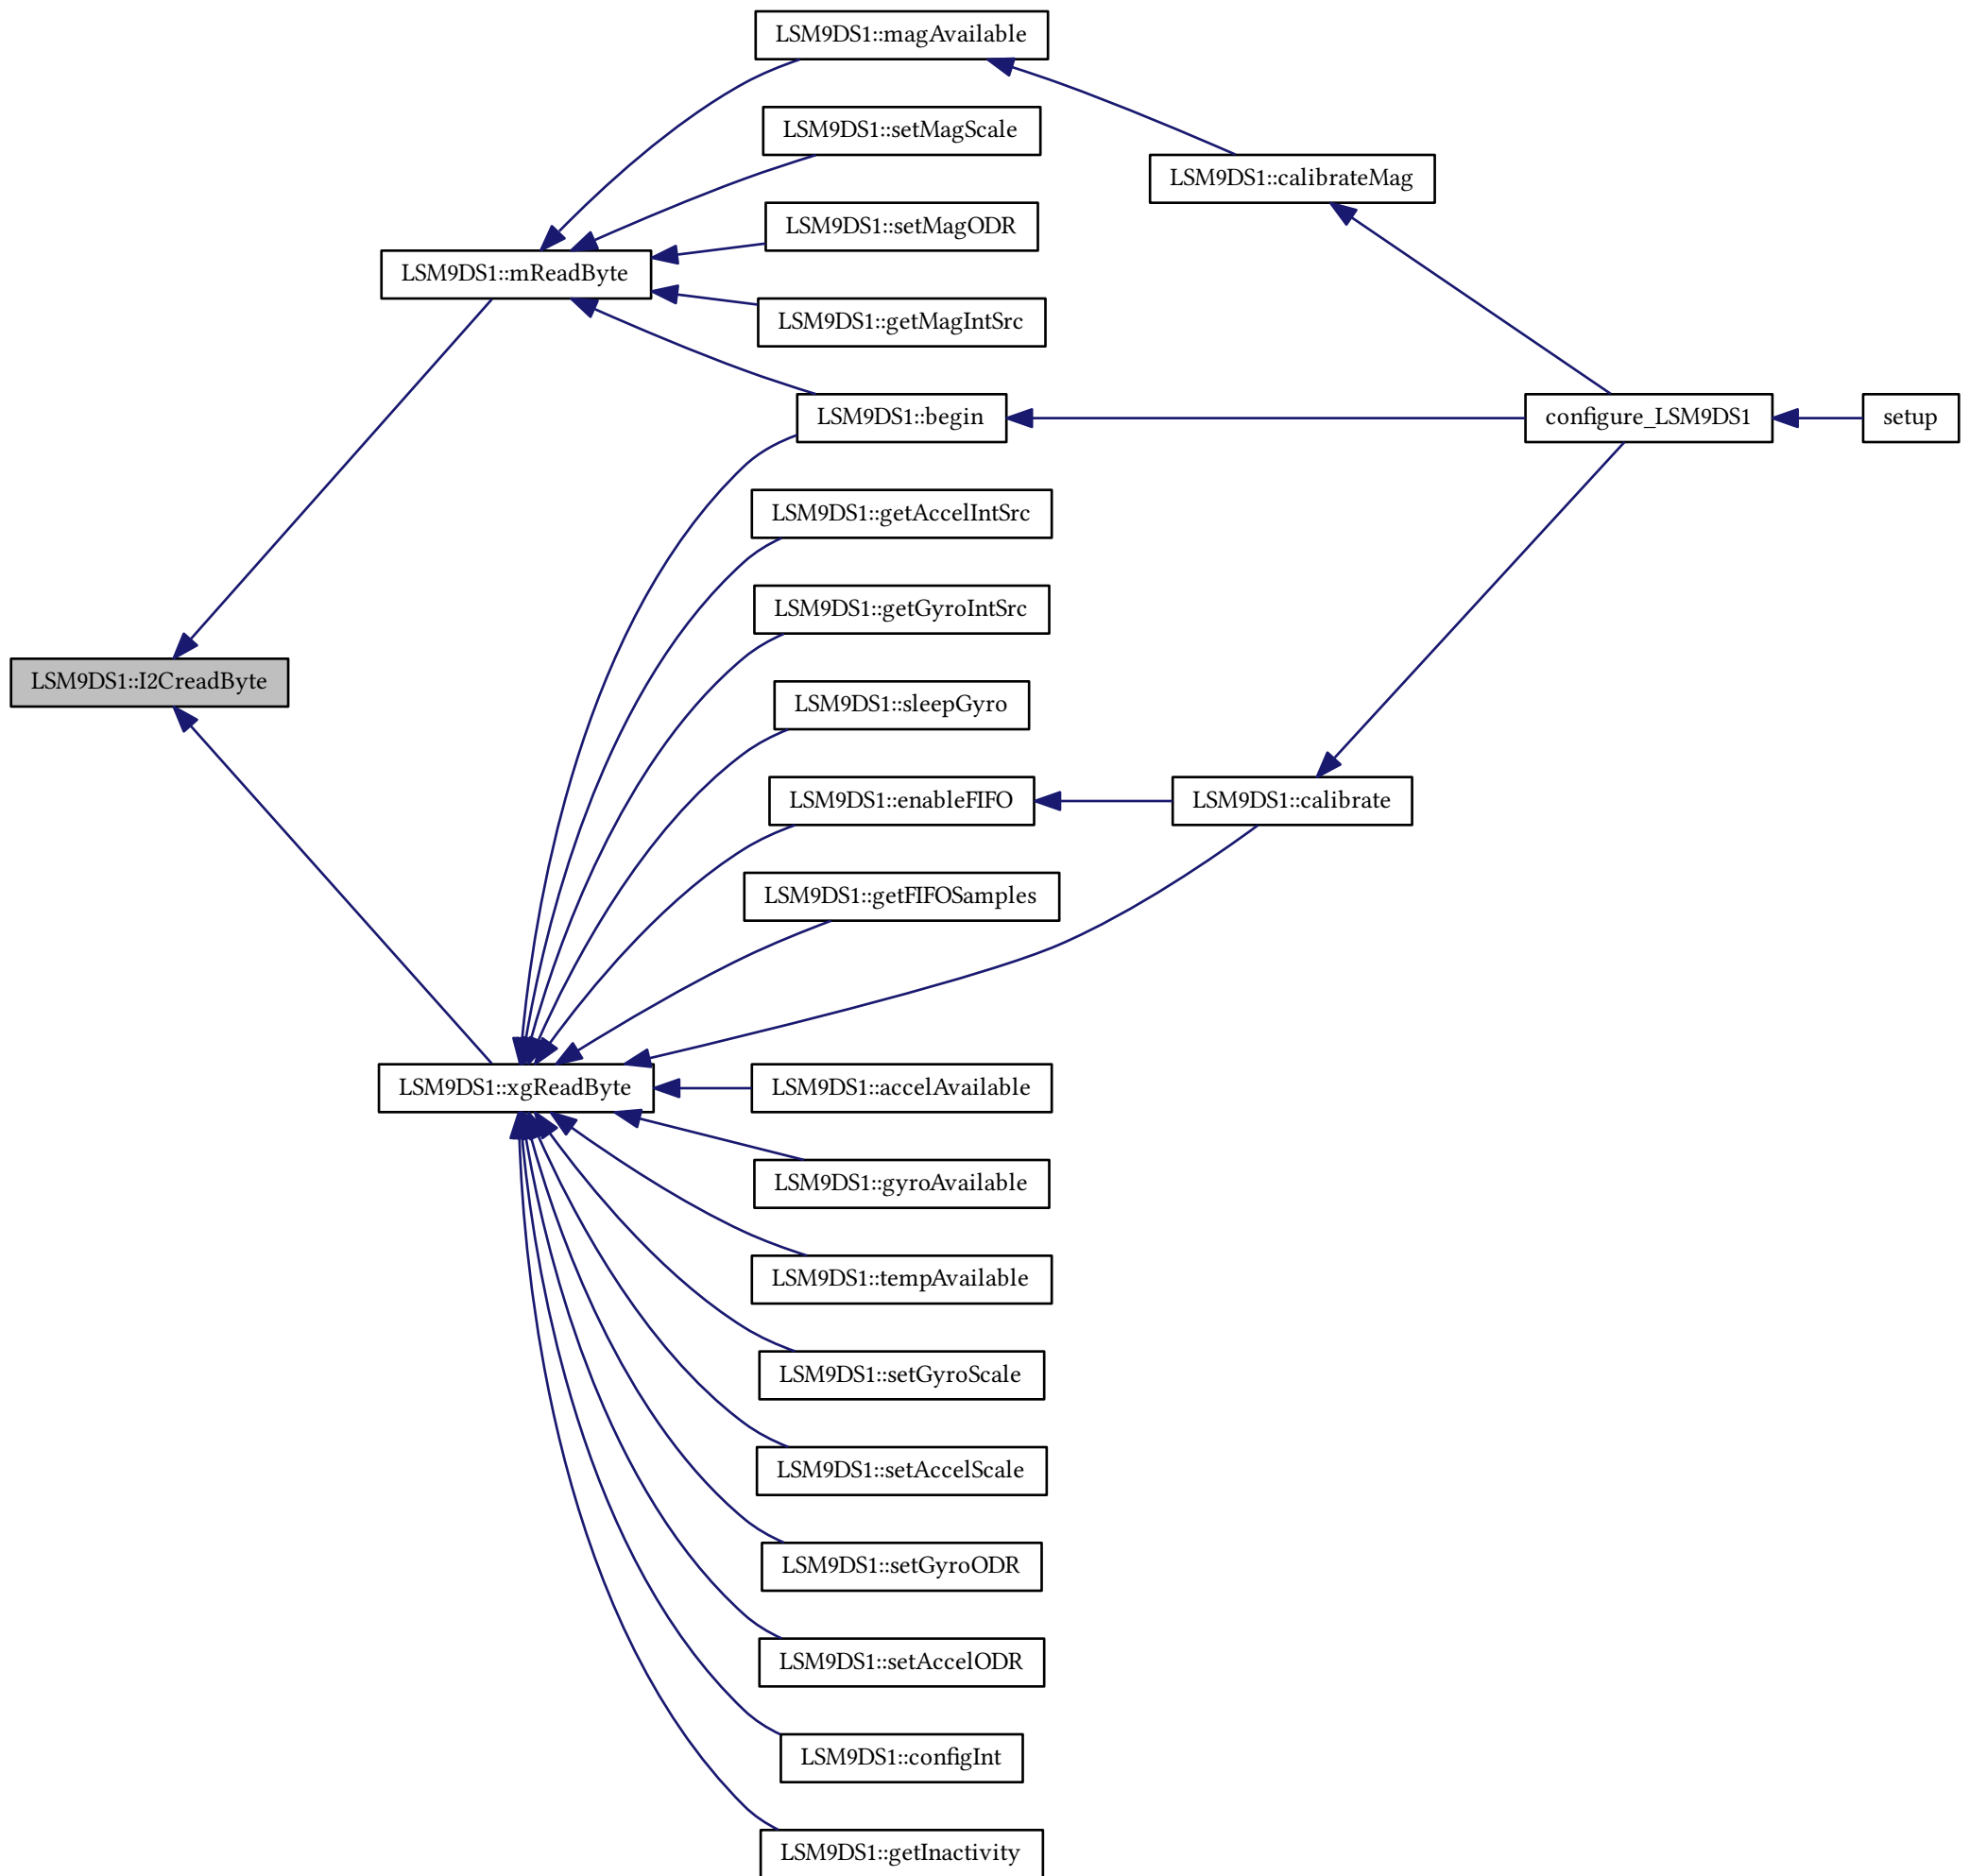 LSM9DS1::magAvailable
LSM9DS1::setMagScale
LSM9DS1::calibrateMag
LSM9DS1::setMagODR
LSM9DS1::mReadByte
LSM9DS1::getMagIntSrc
LSM9DS1::begin
configure_LSM9DS1
setup
LSM9DS1::getAccelIntSrc
LSM9DS1::getGyroIntSrc
LSM9DS1::I2CreadByte
LSM9DS1::sleepGyro
LSM9DS1::enableFIFO
LSM9DS1::calibrate
LSM9DS1::getFIFOSamples
LSM9DS1::xgReadByte
LSM9DS1::accelAvailable
LSM9DS1::gyroAvailable
LSM9DS1::tempAvailable
LSM9DS1::setGyroScale
LSM9DS1::setAccelScale
LSM9DS1::setGyroODR
LSM9DS1::setAccelODR
LSM9DS1::configInt
LSM9DS1::getInactivity